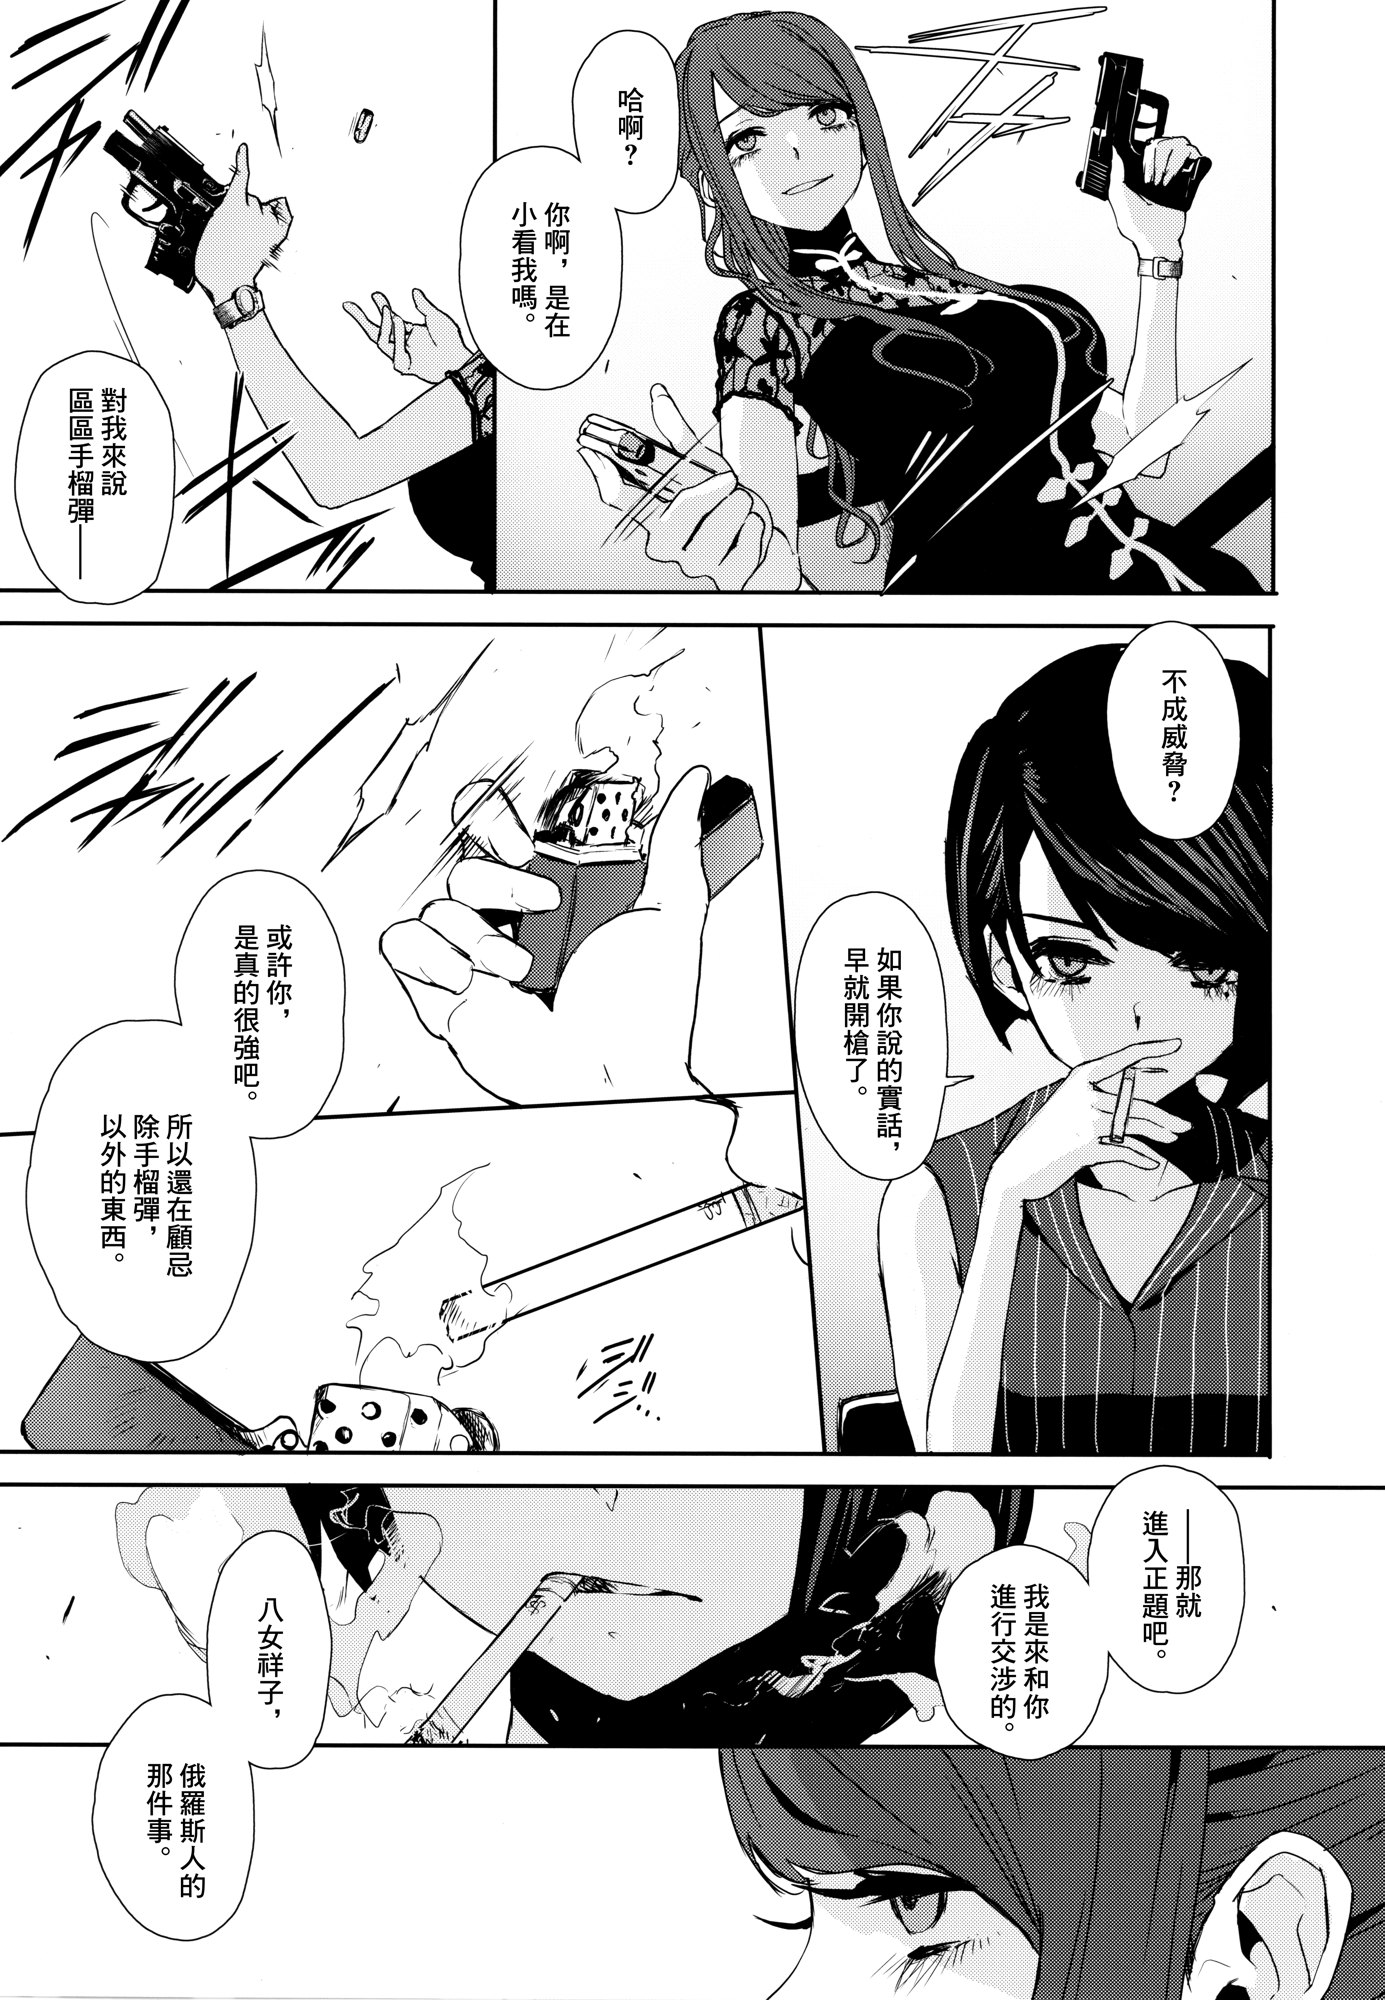 哈啊?
你啊，是在
小看我嗎。
對我來說
區區手榴彈——
不成威脅?
如果你說的實話，
早就開槍了。
或許你，
是真的很強吧。
所以還在顧忌
除手榴彈，
以外的東西。
——那就
進入正題吧。
我是來和你
進行交涉的。
八女祥子，
俄羅斯人的
那件事。